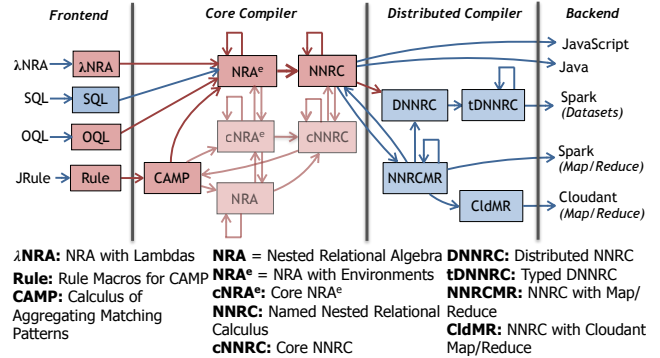 Frontend
Core Compiler
Distributed Compiler
Backend
λNRA
λNRA
NRAᵉ
NNRC
JavaScript
Java
SQL
SQL
DNNRC
tDNNRC
Spark
(Datasets)
OQL
OQL
cNRAᵉ
cNNRC
JRule
Rule
CAMP
NRA
NNRCMR
Spark
(Map/Reduce)
CldMR
Cloudant
(Map/Reduce)
λNRA: NRA with Lambdas
Rule: Rule Macros for CAMP
CAMP: Calculus of
Aggregating Matching
Patterns
NRA = Nested Relational Algebra
NRAᵉ = NRA with Environments
cNRAᵉ: Core NRAᵉ
NNRC: Named Nested Relational
Calculus
cNNRC: Core NNRC
DNNRC: Distributed NNRC
tDNNRC: Typed DNNRC
NNRCMR: NNRC with Map/
Reduce
CldMR: NNRC with Cloudant
Map/Reduce